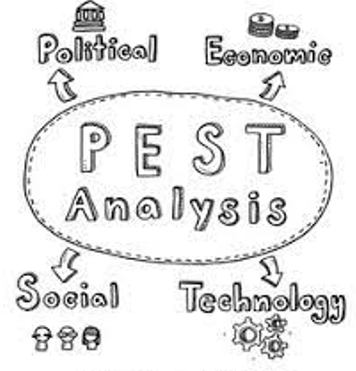 Political Economic
PEST
Analysis
Social Technology